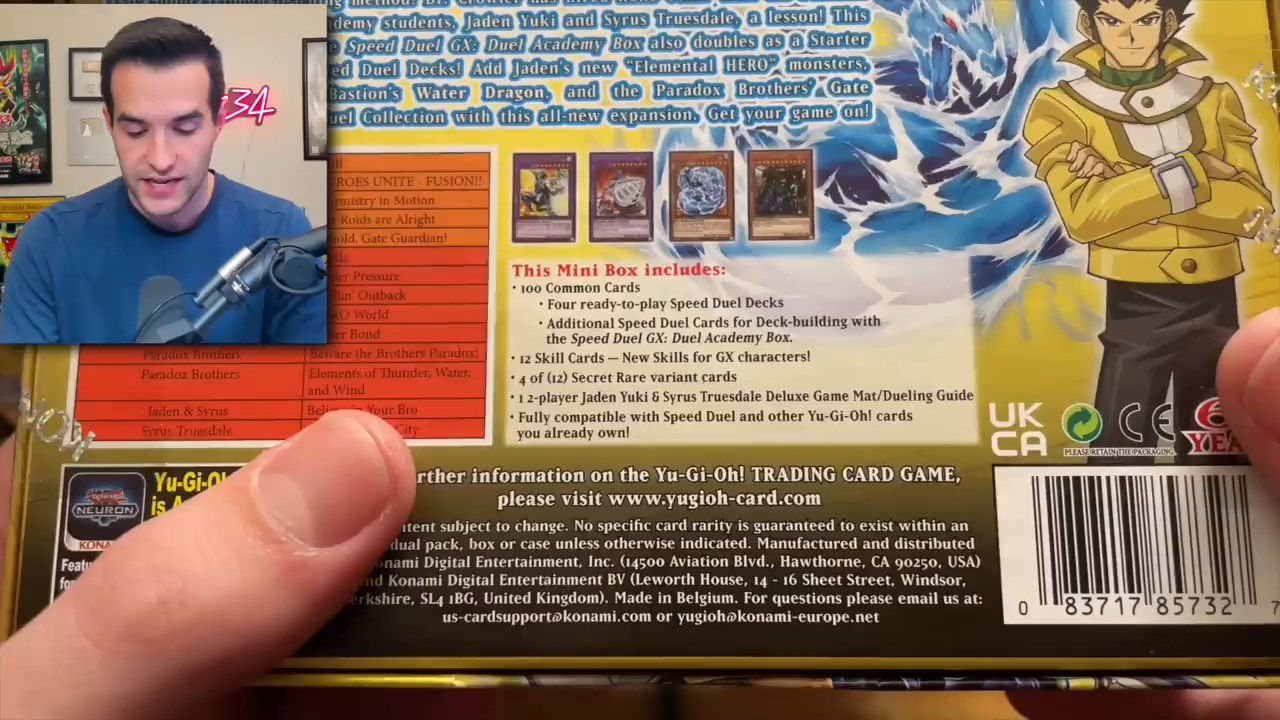 demy students, Jaden Yuki and Syrus Truesdale, a lesson! This
Speed Duel GX: Duel Academy Box also doubles as a Starter
ed Duel Decks! Add Jaden's new "Elemental HERO" monsters,
Bastion's Water Dragon, and the Paradox Brothers' Gate
uel Collection with this all-new expansion. Get your game on!
34
ROES UNITE - FUSION!!
emistry in Motion
Roids are Alright
old, Gate Guardian!
er Pressure
lin' Outback
RO World
er Bond
Paradox Brothers Beware the Brothers Paradox!
Paradox Brothers Elements of Thunder, Water,
and Wind
Jaden & Syrus Your Bro
Syrus Truesdale City
This Mini Box includes:
• 100 Common Cards
• Four ready-to-play Speed Duel Decks
• Additional Speed Duel Cards for Deck-building with
the Speed Duel GX: Duel Academy Box.
• 12 Skill Cards — New Skills for GX characters!
• 4 of (12) Secret Rare variant cards
• 1 2-player Jaden Yuki & Syrus Truesdale Deluxe Game Mat/Dueling Guide
• Fully compatible with Speed Duel and other Yu-Gi-Oh! cards
you already own!
UK
CA
PLEASE RETAIN THE PACKAGING.
CE
YEA
NEURON
KONA
Yu-Gi-O
is A
Featu
for
rther information on the Yu-Gi-Oh! TRADING CARD GAME,
please visit www.yugioh-card.com
ntent subject to change. No specific card rarity is guaranteed to exist within an
dual pack, box or case unless otherwise indicated. Manufactured and distributed
onami Digital Entertainment, Inc. (14500 Aviation Blvd., Hawthorne, CA 90250, USA)
nd Konami Digital Entertainment BV (Leworth House, 14 - 16 Sheet Street, Windsor,
erkshire, SL4 1BG, United Kingdom). Made in Belgium. For questions please email us at:
us-cardsupport@konami.com or yugioh@konami-europe.net
0 83717 85732 7